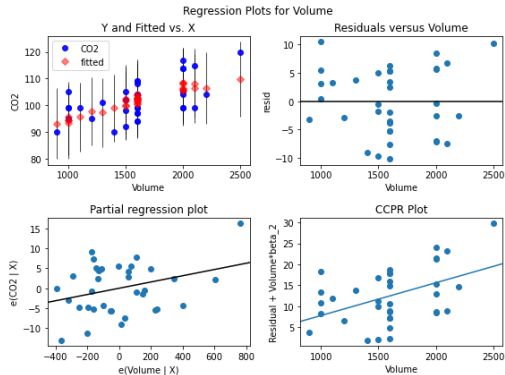 Regression Plots for Volume
Y and Fitted vs. X
CO2
fitted
120
110
100
90
80
CO2
1000 1500 2000 2500
Volume
Residuals versus Volume
10
5
0
−5
−10
resid
1000 1500 2000 2500
Volume
Partial regression plot
15
10
5
0
−5
−10
e(CO2 | X)
−400 −200 0 200 400 600 800
e(Volume | X)
CCPR Plot
30
25
20
15
10
5
Residual + Volume*beta_2
1000 1500 2000 2500
Volume